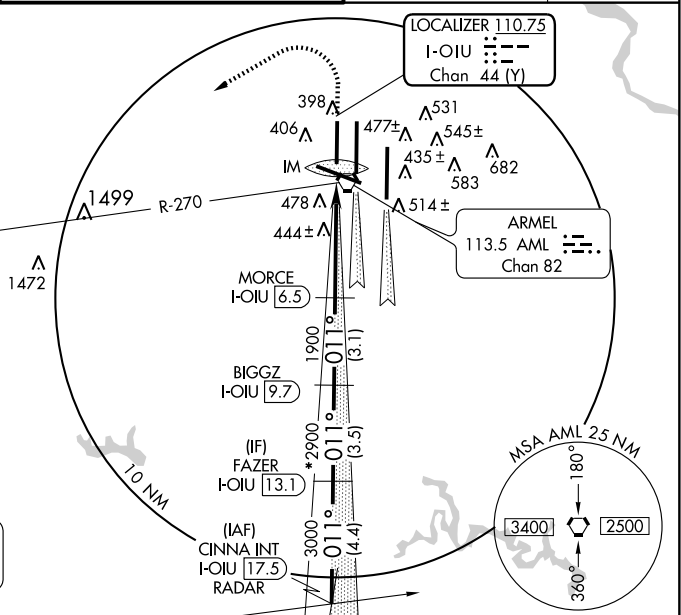 LOCALIZER 110.75
I-OIU
Chan 44 (Y)
398
531
406
477±
545±
IM
435±
682
583
1499
R-270
478
514±
444±
ARMEL
113.5 AML
Chan 82
1472
MORCE
I-OIU 6.5
1900
011°
(3.1)
BIGGZ
I-OIU 9.7
*2900
011°
(3.5)
(IF)
FAZER
I-OIU 13.1
3000
011°
(4.4)
10 NM
(IAF)
CINNA INT
I-OIU 17.5
RADAR
MSA AML 25 NM
180°
3400
2500
360°